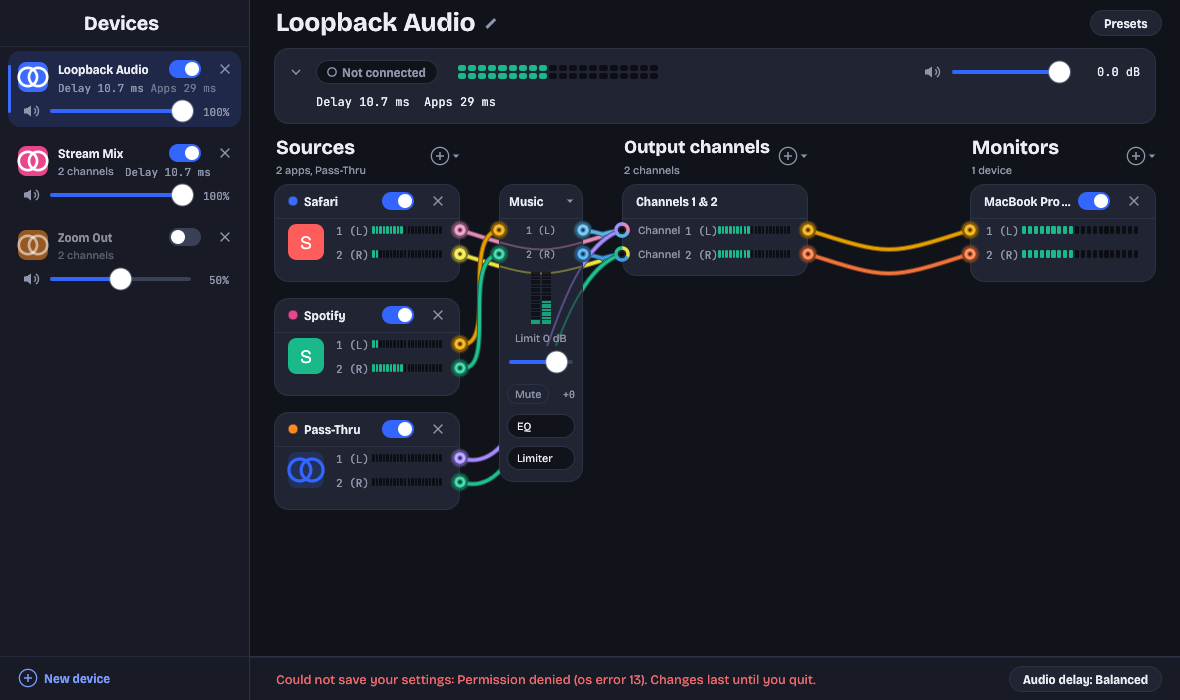 Devices
Loopback Audio
Delay 10.7 ms Apps 29 ms
100%
Stream Mix
2 channels Delay 10.7 ms
100%
Zoom Out
2 channels
50%
New device
Loopback Audio
Presets
Not connected
0.0 dB
Delay 10.7 ms Apps 29 ms
Sources
2 apps, Pass-Thru
Output channels
2 channels
Monitors
1 device
Safari
S
1 (L)
2 (R)
Spotify
S
1 (L)
2 (R)
Pass-Thru
1 (L)
2 (R)
Music
1 (L)
2 (R)
Limit 0 dB
Mute +0
EQ
Limiter
Channels 1 & 2
Channel 1 (L)
Channel 2 (R)
MacBook Pro ...
1 (L)
2 (R)
Could not save your settings: Permission denied (os error 13). Changes last until you quit.
Audio delay: Balanced